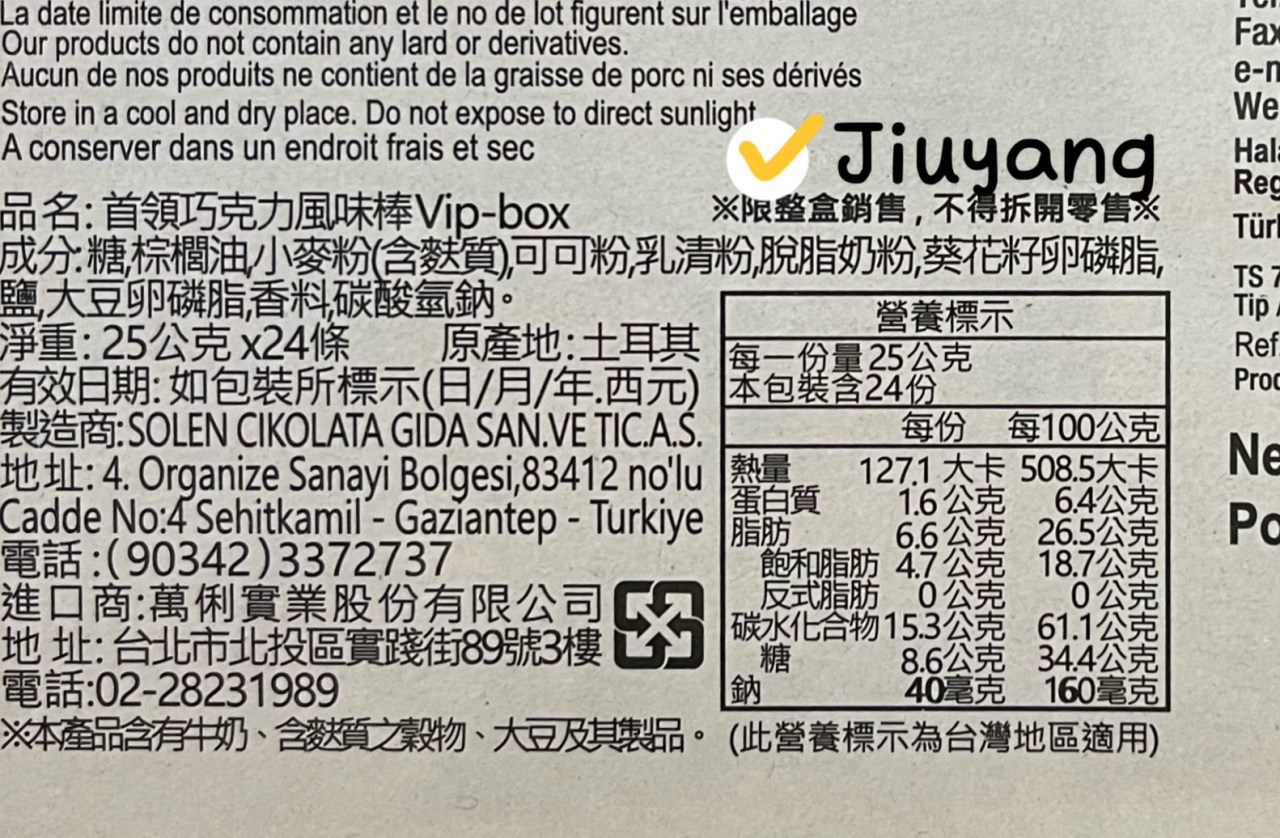 La date limite de consommation et le no de lot figurent sur l'emballage
Our products do not contain any lard or derivatives.
Aucun de nos produits ne contient de la graisse de porc ni ses dérivés
Store in a cool and dry place. Do not expose to direct sunlight
A conserver dans un endroit frais et sec
Jiuyang
品名: 首領巧克力風味棒Vip-box
※限整盒銷售,不得拆開零售※
成分:糖,棕櫚油,小麥粉(含麩質),可可粉,乳清粉,脫脂奶粉,葵花籽卵磷脂,
鹽,大豆卵磷脂,香料,碳酸氫鈉。
淨重: 25公克 x24條 原產地:土耳其
有效日期: 如包裝所標示(日/月/年.西元)
製造商:SOLEN CIKOLATA GIDA SAN.VE TIC.A.S.
地址: 4. Organize Sanayi Bolgesi,83412 no'lu
Cadde No:4 Sehitkamil - Gaziantep - Turkiye
電話:(90342)3372737
進口商:萬俐實業股份有限公司
地址: 台北市北投區實踐街89號3樓
電話:02-28231989
※本產品含有牛奶、含麩質之穀物、大豆及其製品。
營養標示
每一份量25公克
本包裝含24份
每份 每100公克
熱量 127.1 大卡 508.5大卡
蛋白質 1.6 公克 6.4公克
脂肪 6.6 公克 26.5公克
飽和脂肪 4.7 公克 18.7公克
反式脂肪 0 公克 0 公克
碳水化合物 15.3公克 61.1公克
糖 8.6公克 34.4公克
鈉 40毫克 160毫克
(此營養標示為台灣地區適用)
Fax
e-m
We
Hala
Reg
Türk
TS 7
Tip
Ref
Proc
Ne
Po